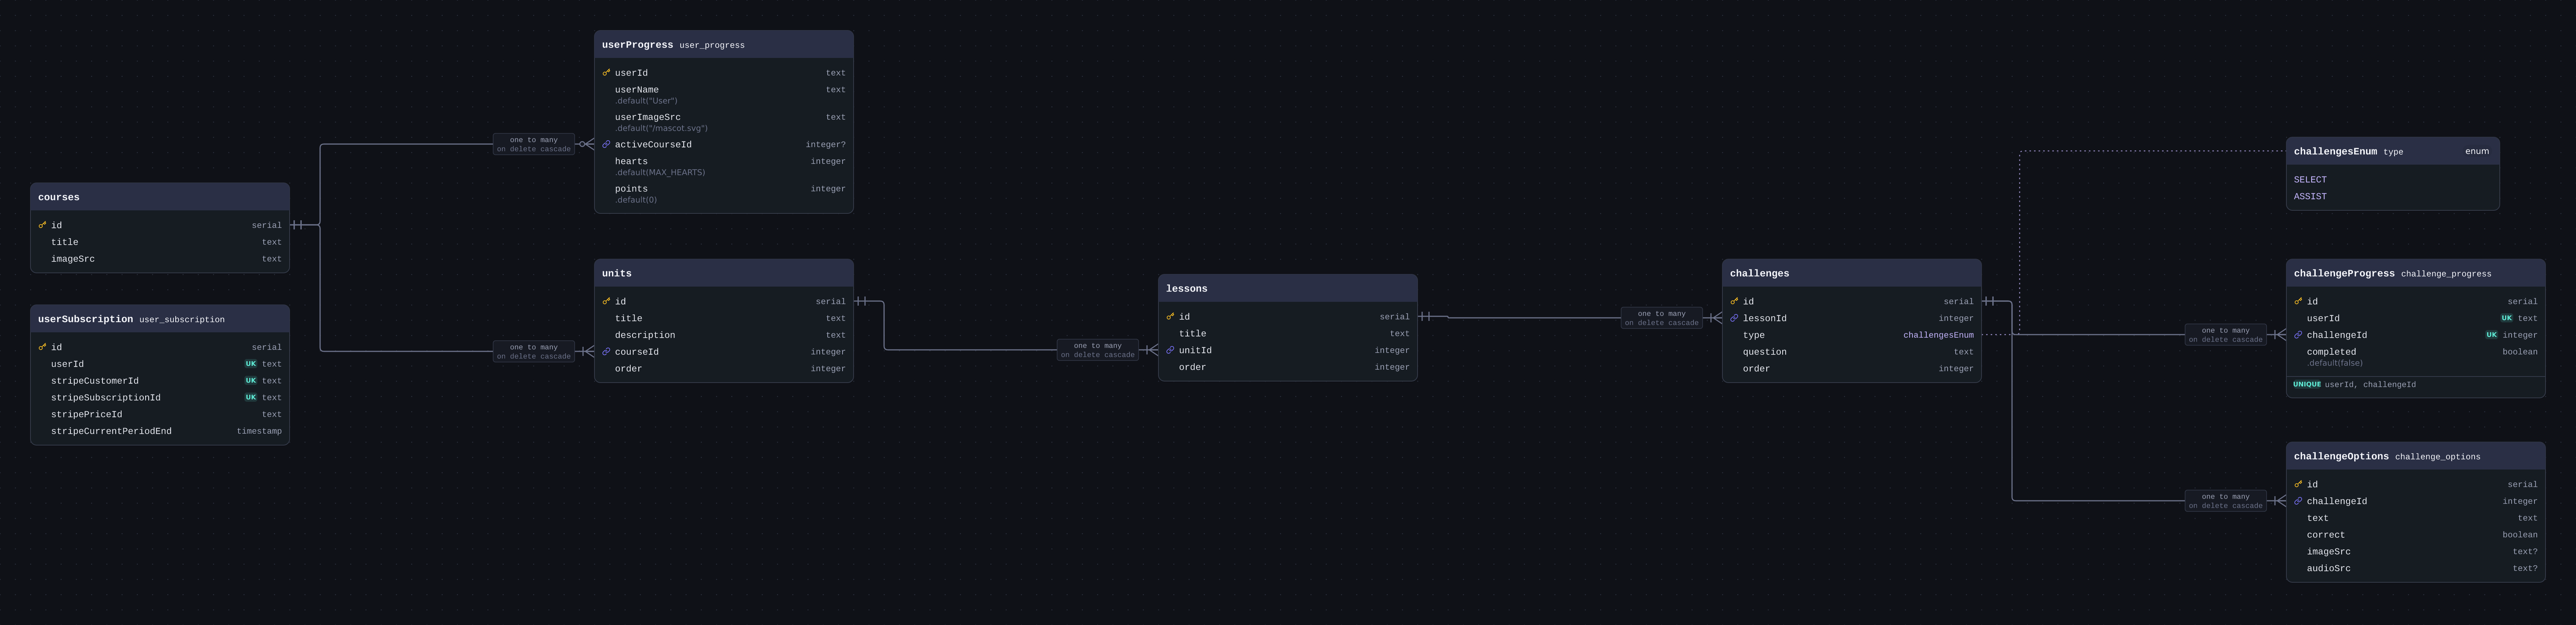 courses
id serial
title text
imageSrc text
userSubscription user_subscription
id serial
userId UK text
stripeCustomerId UK text
stripeSubscriptionId UK text
stripePriceId text
stripeCurrentPeriodEnd timestamp
one to many
on delete cascade
userProgress user_progress
userId text
userName text
.default("User")
userImageSrc text
.default("/mascot.svg")
activeCourseId integer?
hearts integer
.default(MAX_HEARTS)
points integer
.default(0)
one to many
on delete cascade
units
id serial
title text
description text
courseId integer
order integer
one to many
on delete cascade
lessons
id serial
title text
unitId integer
order integer
one to many
on delete cascade
challenges
id serial
lessonId integer
type challengesEnum
question text
order integer
challengesEnum type enum
SELECT
ASSIST
one to many
on delete cascade
challengeProgress challenge_progress
id serial
userId UK text
challengeId UK integer
completed boolean
.default(false)
UNIQUE userId, challengeId
one to many
on delete cascade
challengeOptions challenge_options
id serial
challengeId integer
text text
correct boolean
imageSrc text?
audioSrc text?